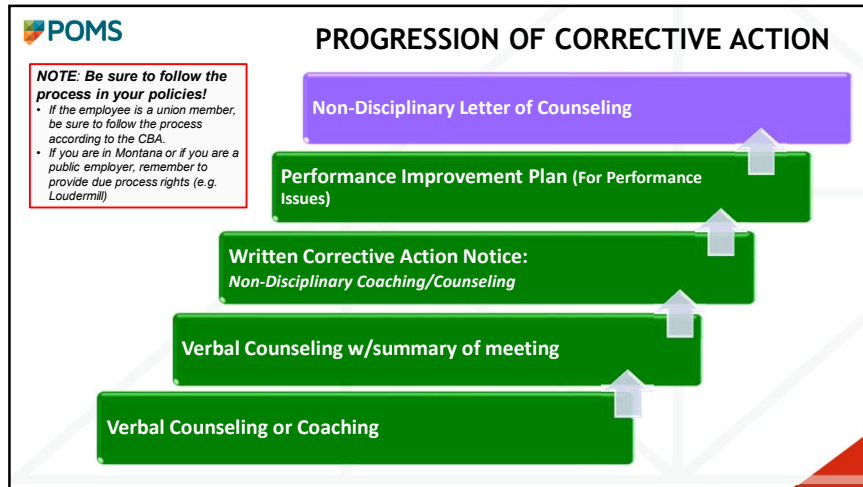 POMS
PROGRESSION OF CORRECTIVE ACTION
NOTE: Be sure to follow the
process in your policies!
• If the employee is a union member,
be sure to follow the process
according to the CBA.
• If you are in Montana or if you are a
public employer, remember to
provide due process rights (e.g.
Loudermill)
Non-Disciplinary Letter of Counseling
Performance Improvement Plan (For Performance
Issues)
Written Corrective Action Notice:
Non-Disciplinary Coaching/Counseling
Verbal Counseling w/summary of meeting
Verbal Counseling or Coaching